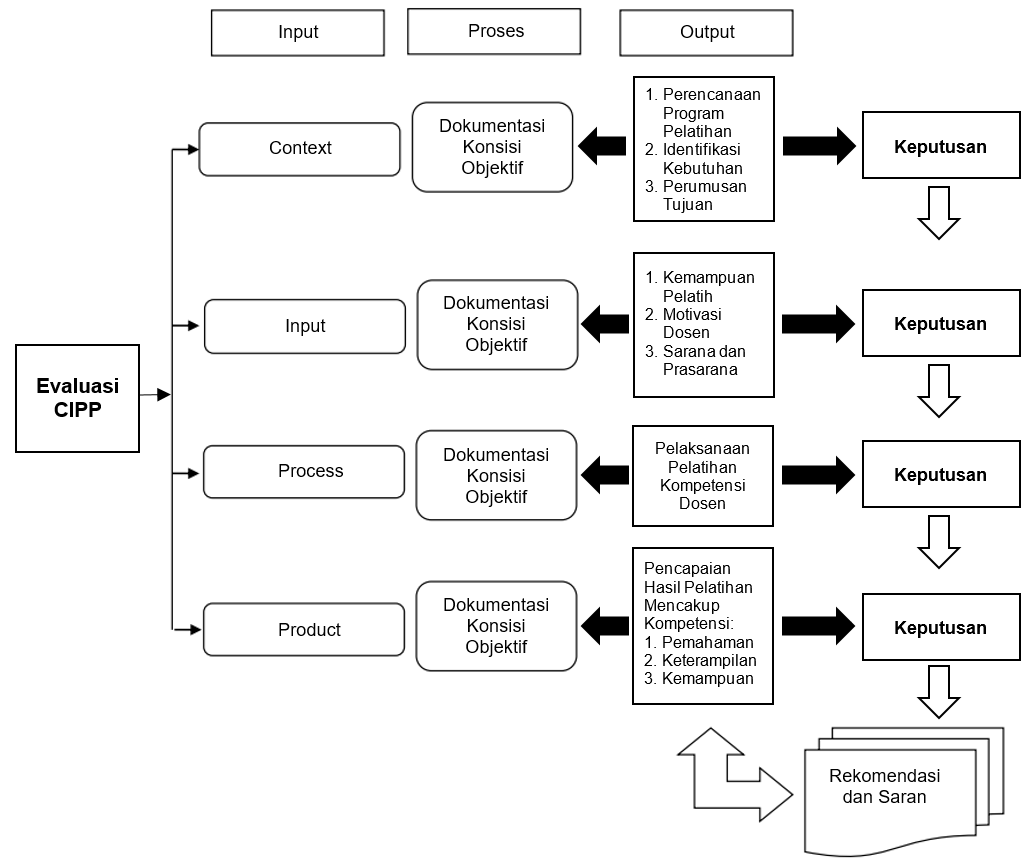 Input
Proses
Output
Context
Dokumentasi
Konsisi
Objektif
1. Perencanaan
Program
Pelatihan
2. Identifikasi
Kebutuhan
3. Perumusan
Tujuan
Keputusan
Input
Dokumentasi
Konsisi
Objektif
1. Kemampuan
Pelatih
2. Motivasi
Dosen
3. Sarana dan
Prasarana
Keputusan
Evaluasi
CIPP
Process
Dokumentasi
Konsisi
Objektif
Pelaksanaan
Pelatihan
Kompetensi
Dosen
Keputusan
Product
Dokumentasi
Konsisi
Objektif
Pencapaian
Hasil Pelatihan
Mencakup
Kompetensi:
1. Pemahaman
2. Keterampilan
3. Kemampuan
Keputusan
Rekomendasi
dan Saran